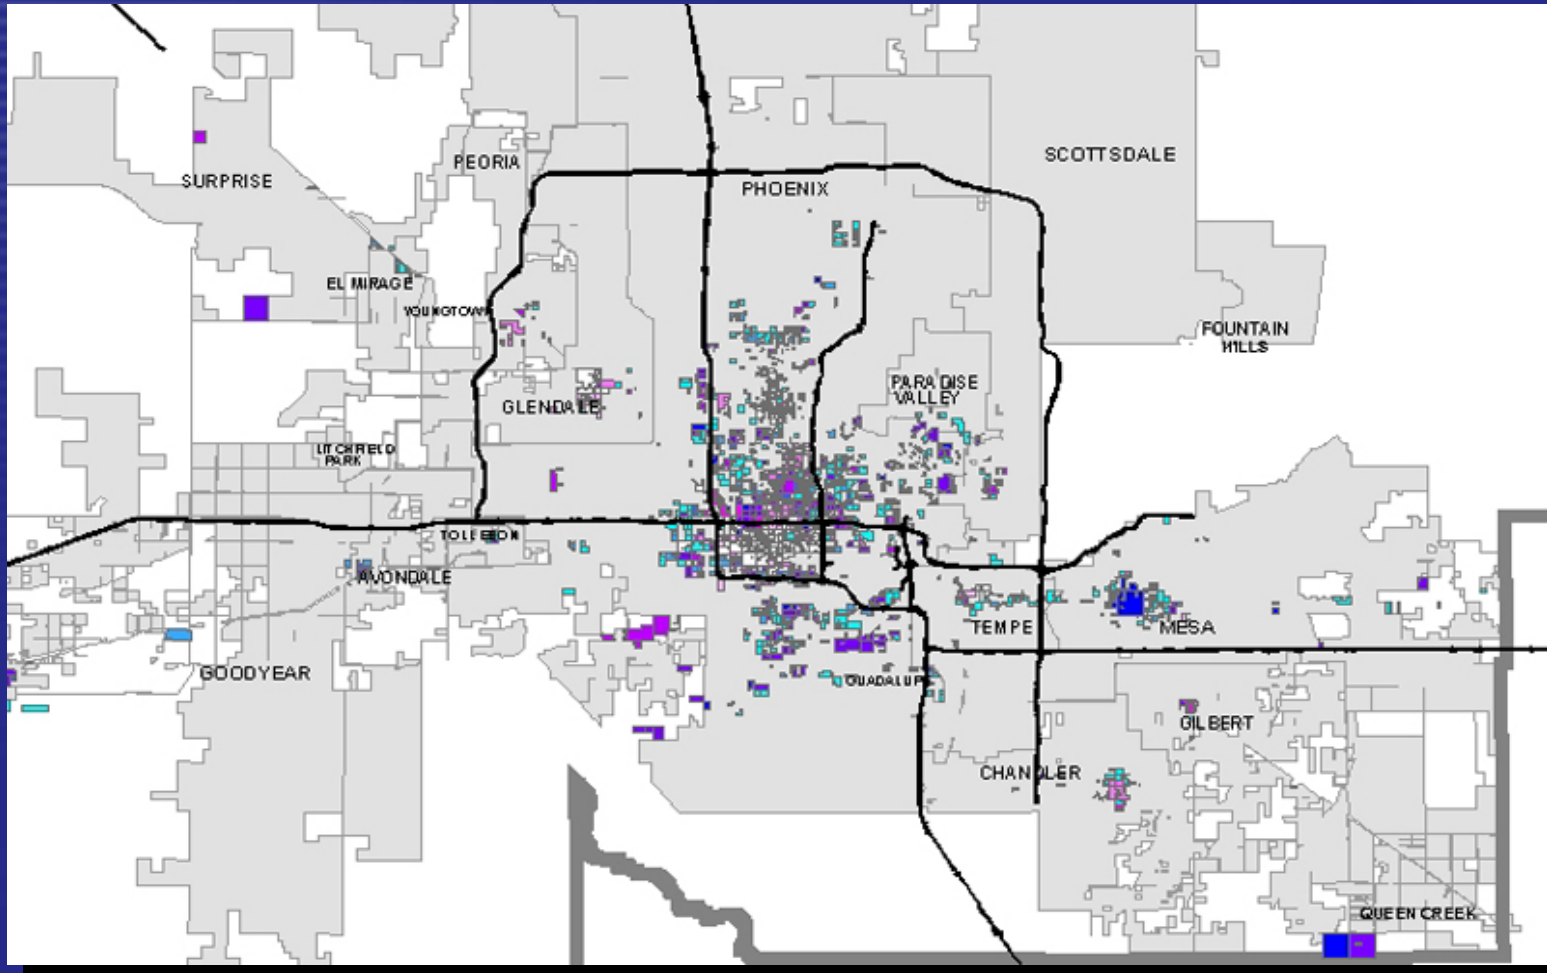 SCOTTSDALE
PEORIA
SURPRISE
PHOENIX
EL MIRAGE
YOUNGTOWN
FOUNTAIN
HILLS
PARADISE
VALLEY
GLENDALE
LITCHFIELD
PARK
TOLLESON
AVONDALE
TEMPE
MESA
GOODYEAR
GUADALUP
GILBERT
CHANDLER
QUEEN CREEK